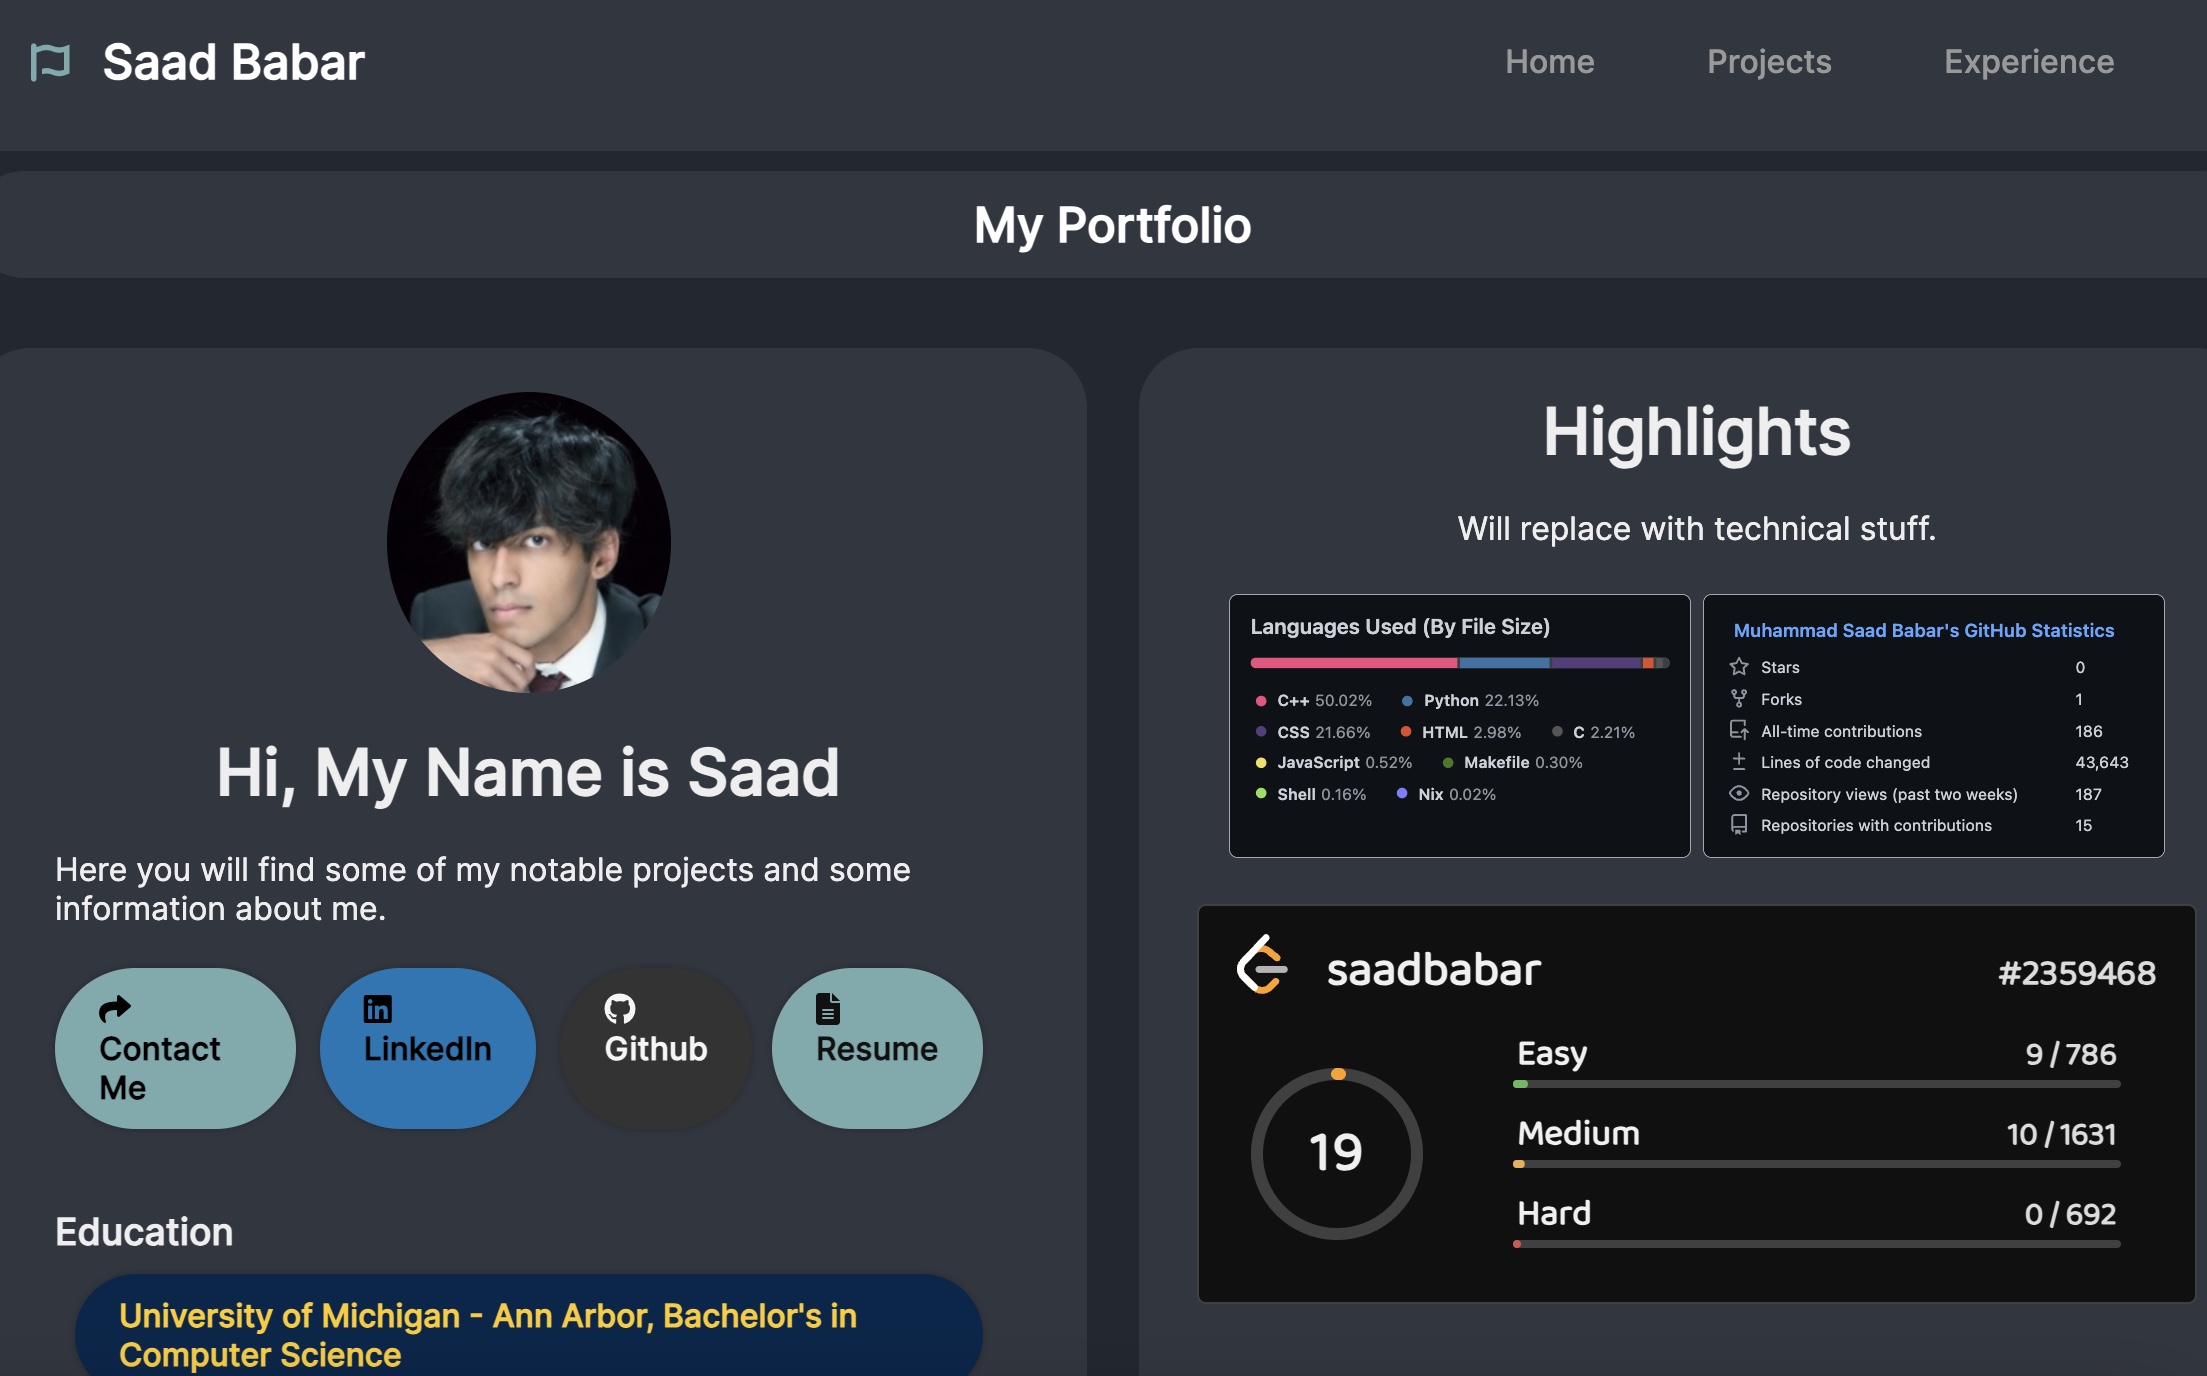 Saad Babar
Home
Projects
Experience
My Portfolio
Hi, My Name is Saad
Here you will find some of my notable projects and some
information about me.
Contact
Me
LinkedIn
Github
Resume
Education
University of Michigan - Ann Arbor, Bachelor's in
Computer Science
Highlights
Will replace with technical stuff.
Languages Used (By File Size)
C++ 50.02% Python 22.13%
CSS 21.66% HTML 2.98% C 2.21%
JavaScript 0.52% Makefile 0.30%
Shell 0.16% Nix 0.02%
Muhammad Saad Babar's GitHub Statistics
Stars 0
Forks 1
All-time contributions 186
Lines of code changed 43,643
Repository views (past two weeks) 187
Repositories with contributions 15
saadbabar #2359468
19
Easy 9 / 786
Medium 10 / 1631
Hard 0 / 692